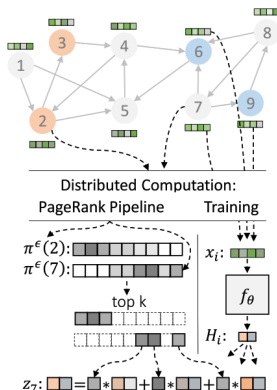 3
4
6
8
1
2
5
7
9
Distributed Computation:
PageRank Pipeline Training
π^ϵ(2):
π^ϵ(7):
x_i:
top k
f_θ
H_i:
z_7: = * + * + *